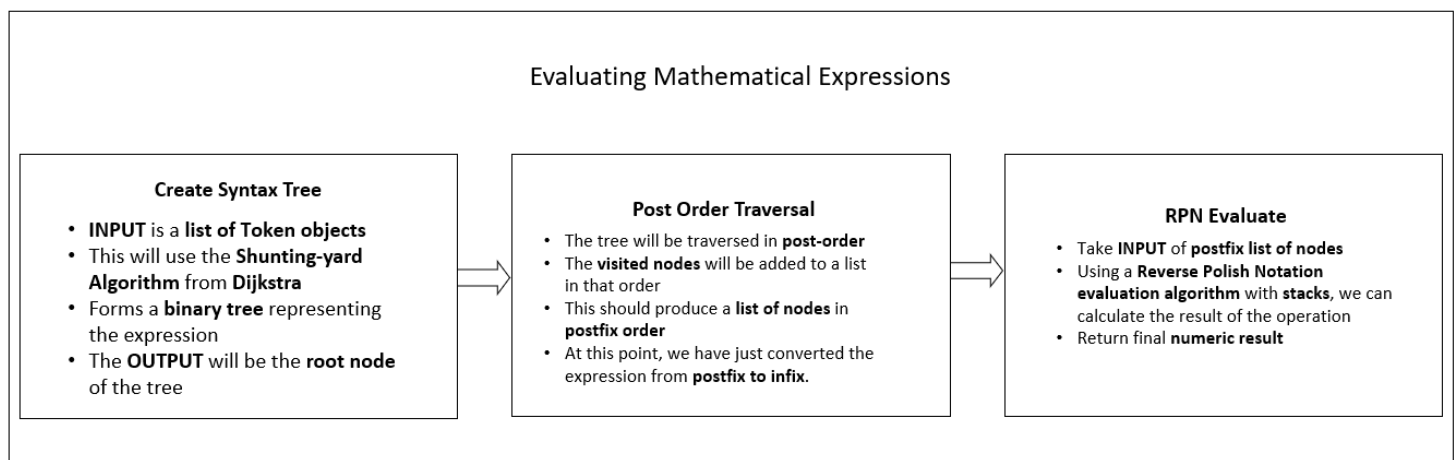 Evaluating Mathematical Expressions
Create Syntax Tree
• INPUT is a list of Token objects
• This will use the Shunting-yard
Algorithm from Dijkstra
• Forms a binary tree representing
the expression
• The OUTPUT will be the root node
of the tree
Post Order Traversal
• The tree will be traversed in post-order
• The visited nodes will be added to a list
in that order
• This should produce a list of nodes in
postfix order
• At this point, we have just converted the
expression from postfix to infix.
RPN Evaluate
• Take INPUT of postfix list of nodes
• Using a Reverse Polish Notation
evaluation algorithm with stacks, we can
calculate the result of the operation
• Return final numeric result